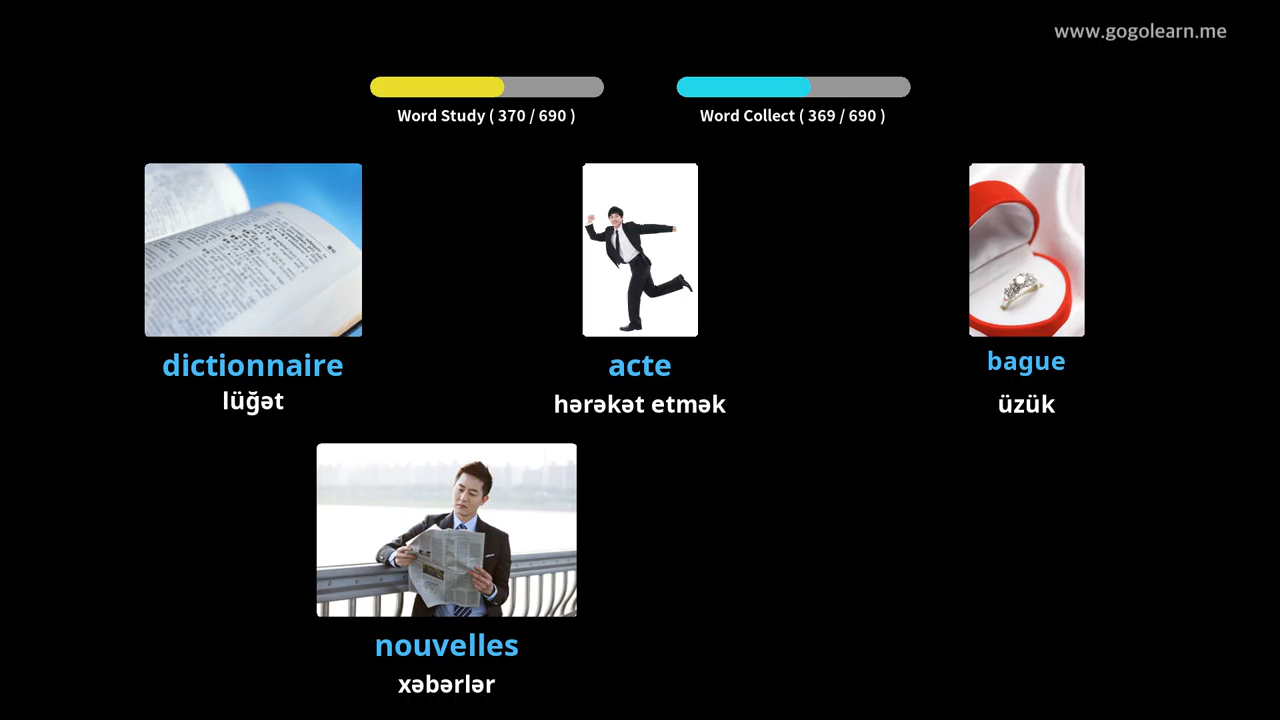 www.gogolearn.me
Word Study ( 370 / 690 )
Word Collect ( 369 / 690 )
dictionnaire
lüğət
acte
hərəkət etmək
bague
üzük
nouvelles
xəbərlər